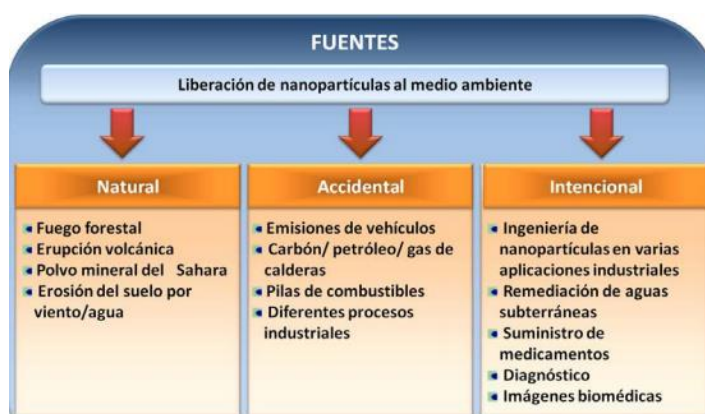 FUENTES
Liberación de nanopartículas al medio ambiente
Natural
Fuego forestal
Erupción volcánica
Polvo mineral del Sahara
Erosión del suelo por
viento/agua
Accidental
Emisiones de vehículos
Carbón/ petróleo/ gas de
calderas
Pilas de combustibles
Diferentes procesos
industriales
Intencional
Ingeniería de
nanopartículas en varias
aplicaciones industriales
Remediación de aguas
subterráneas
Suministro de
medicamentos
Diagnóstico
Imágenes biomédicas